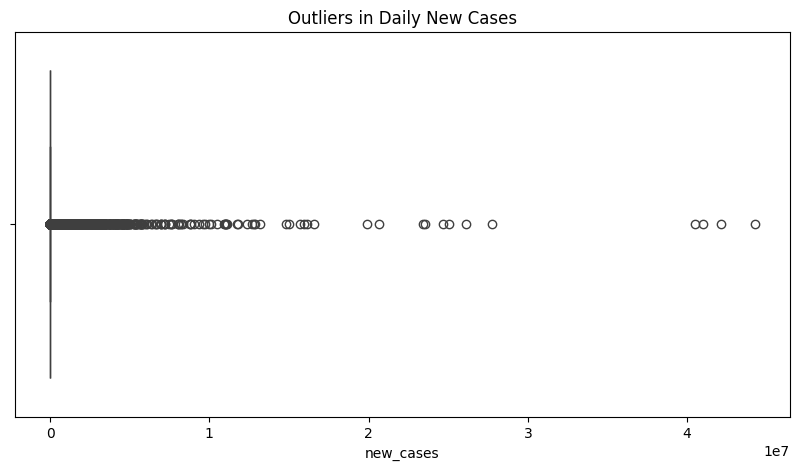 Outliers in Daily New Cases
0 1 2 3 4
1e7
new_cases